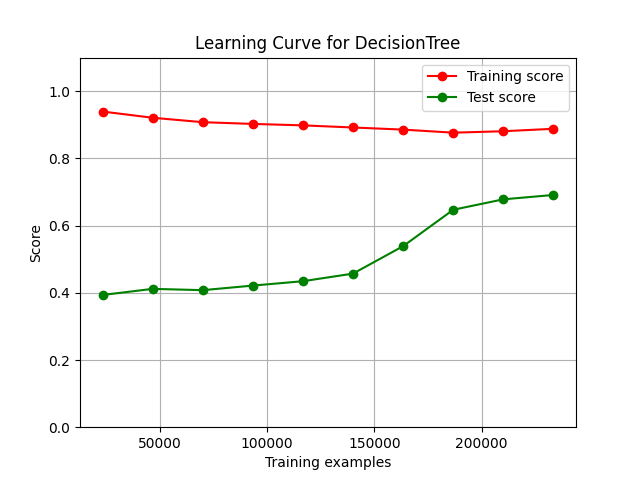 Learning Curve for DecisionTree
Training score
Test score
1.0
0.8
0.6
0.4
0.2
0.0
Score
50000
100000
150000
200000
Training examples